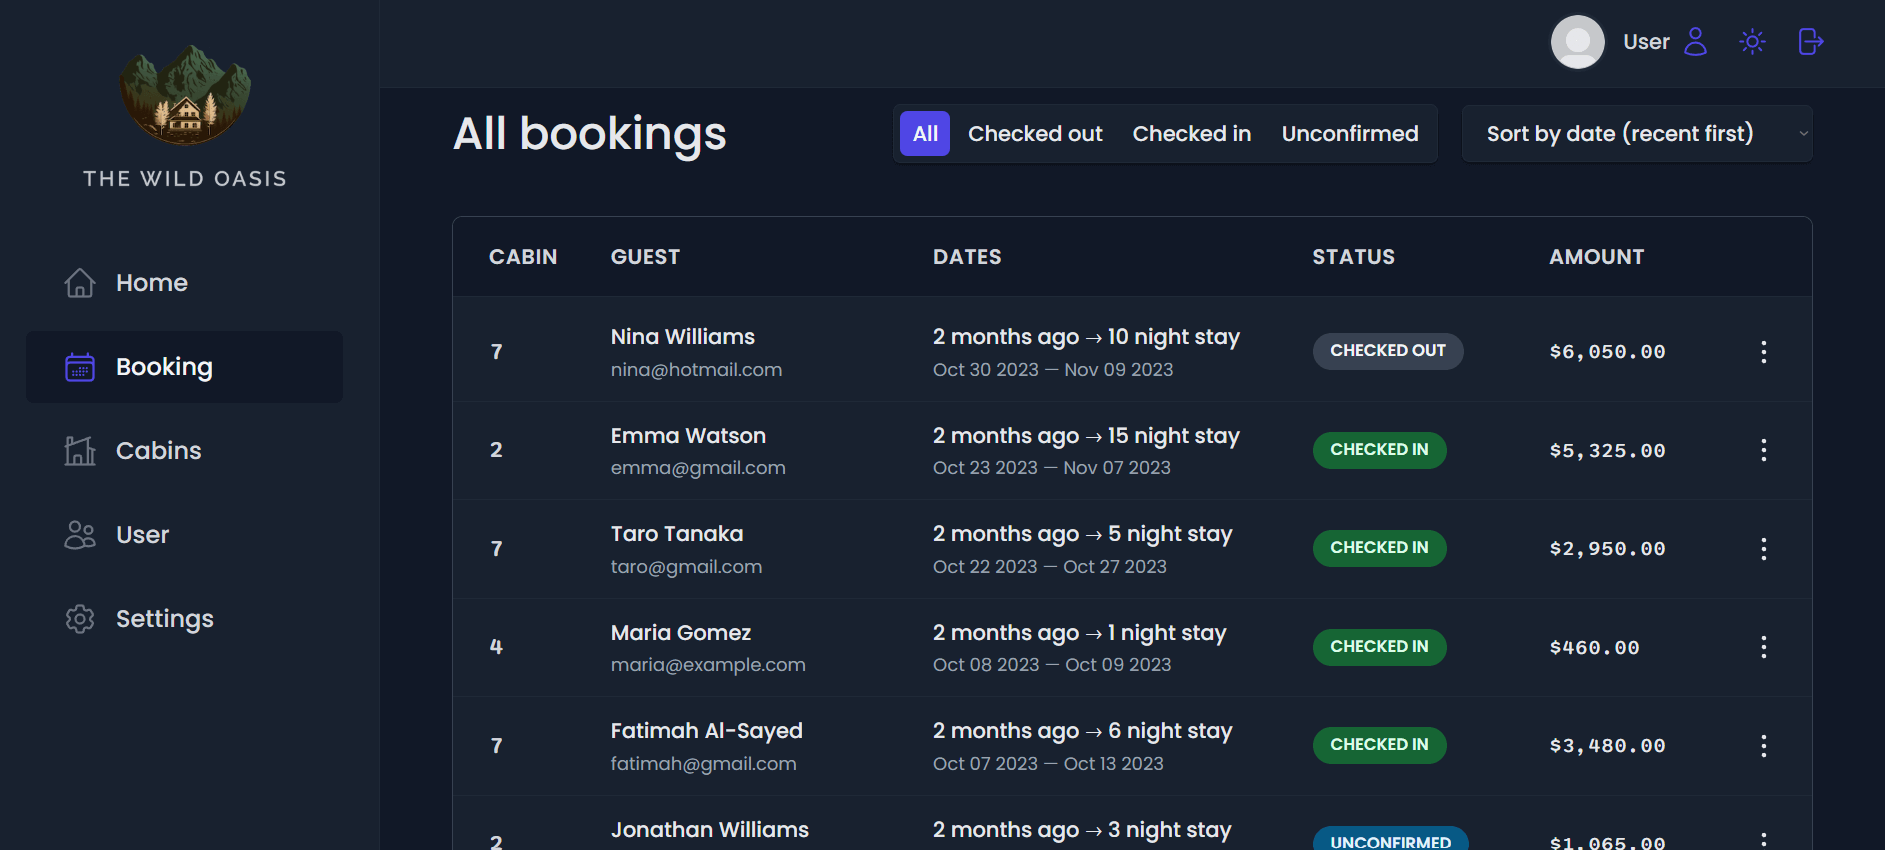 THE WILD OASIS
Home
Booking
Cabins
User
Settings
User
All bookings
All Checked out Checked in Unconfirmed
Sort by date (recent first)
CABIN GUEST DATES STATUS AMOUNT
7 Nina Williams 2 months ago → 10 night stay CHECKED OUT $6,050.00
nina@hotmail.com Oct 30 2023 — Nov 09 2023
2 Emma Watson 2 months ago → 15 night stay CHECKED IN $5,325.00
emma@gmail.com Oct 23 2023 — Nov 07 2023
7 Taro Tanaka 2 months ago → 5 night stay CHECKED IN $2,950.00
taro@gmail.com Oct 22 2023 — Oct 27 2023
4 Maria Gomez 2 months ago → 1 night stay CHECKED IN $460.00
maria@example.com Oct 08 2023 — Oct 09 2023
7 Fatimah Al-Sayed 2 months ago → 6 night stay CHECKED IN $3,480.00
fatimah@gmail.com Oct 07 2023 — Oct 13 2023
2 Jonathan Williams 2 months ago → 3 night stay UNCONFIRMED $1,065.00